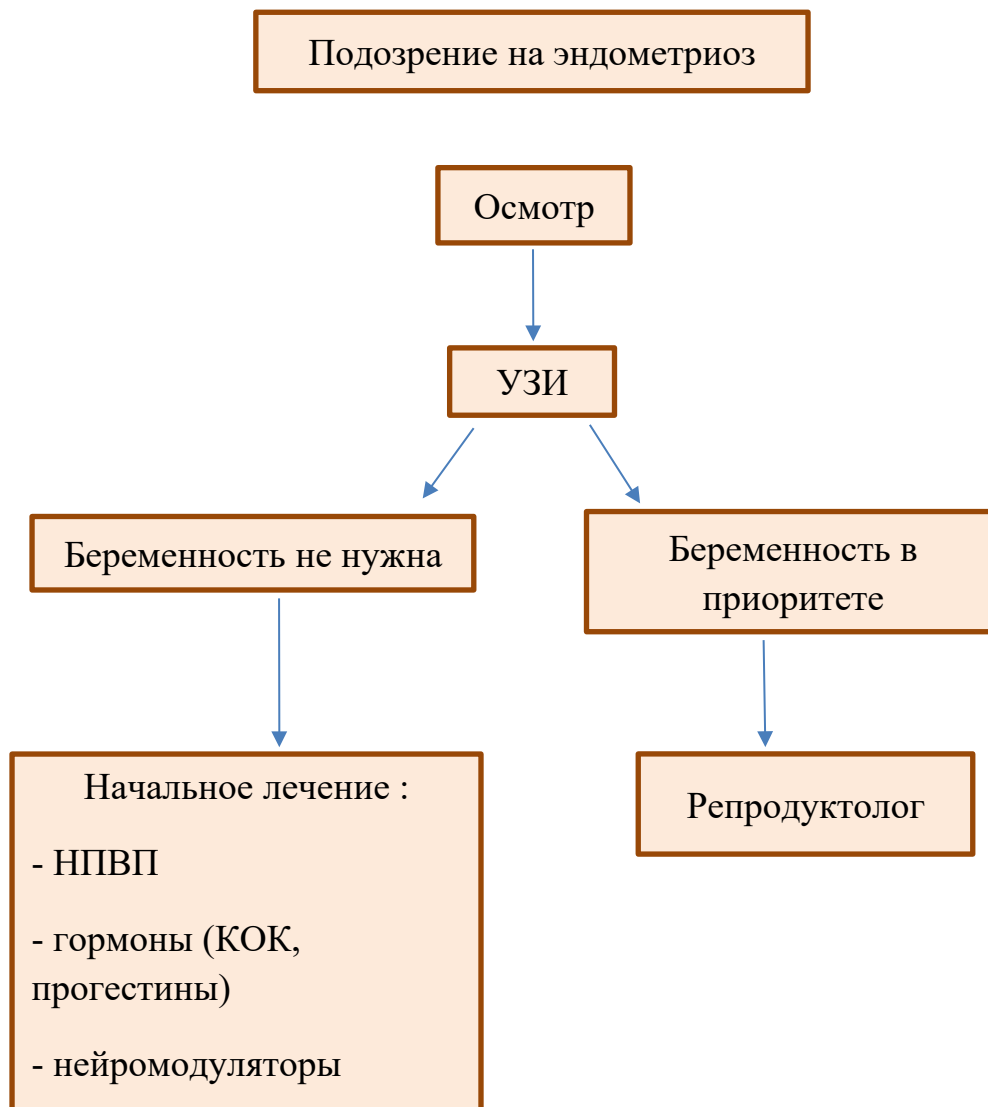 Подозрение на эндометриоз
Осмотр
УЗИ
Беременность не нужна
Беременность в
приоритете
Начальное лечение :
- НПВП
- гормоны (КОК,
прогестины)
- нейромодуляторы
Репродуктолог